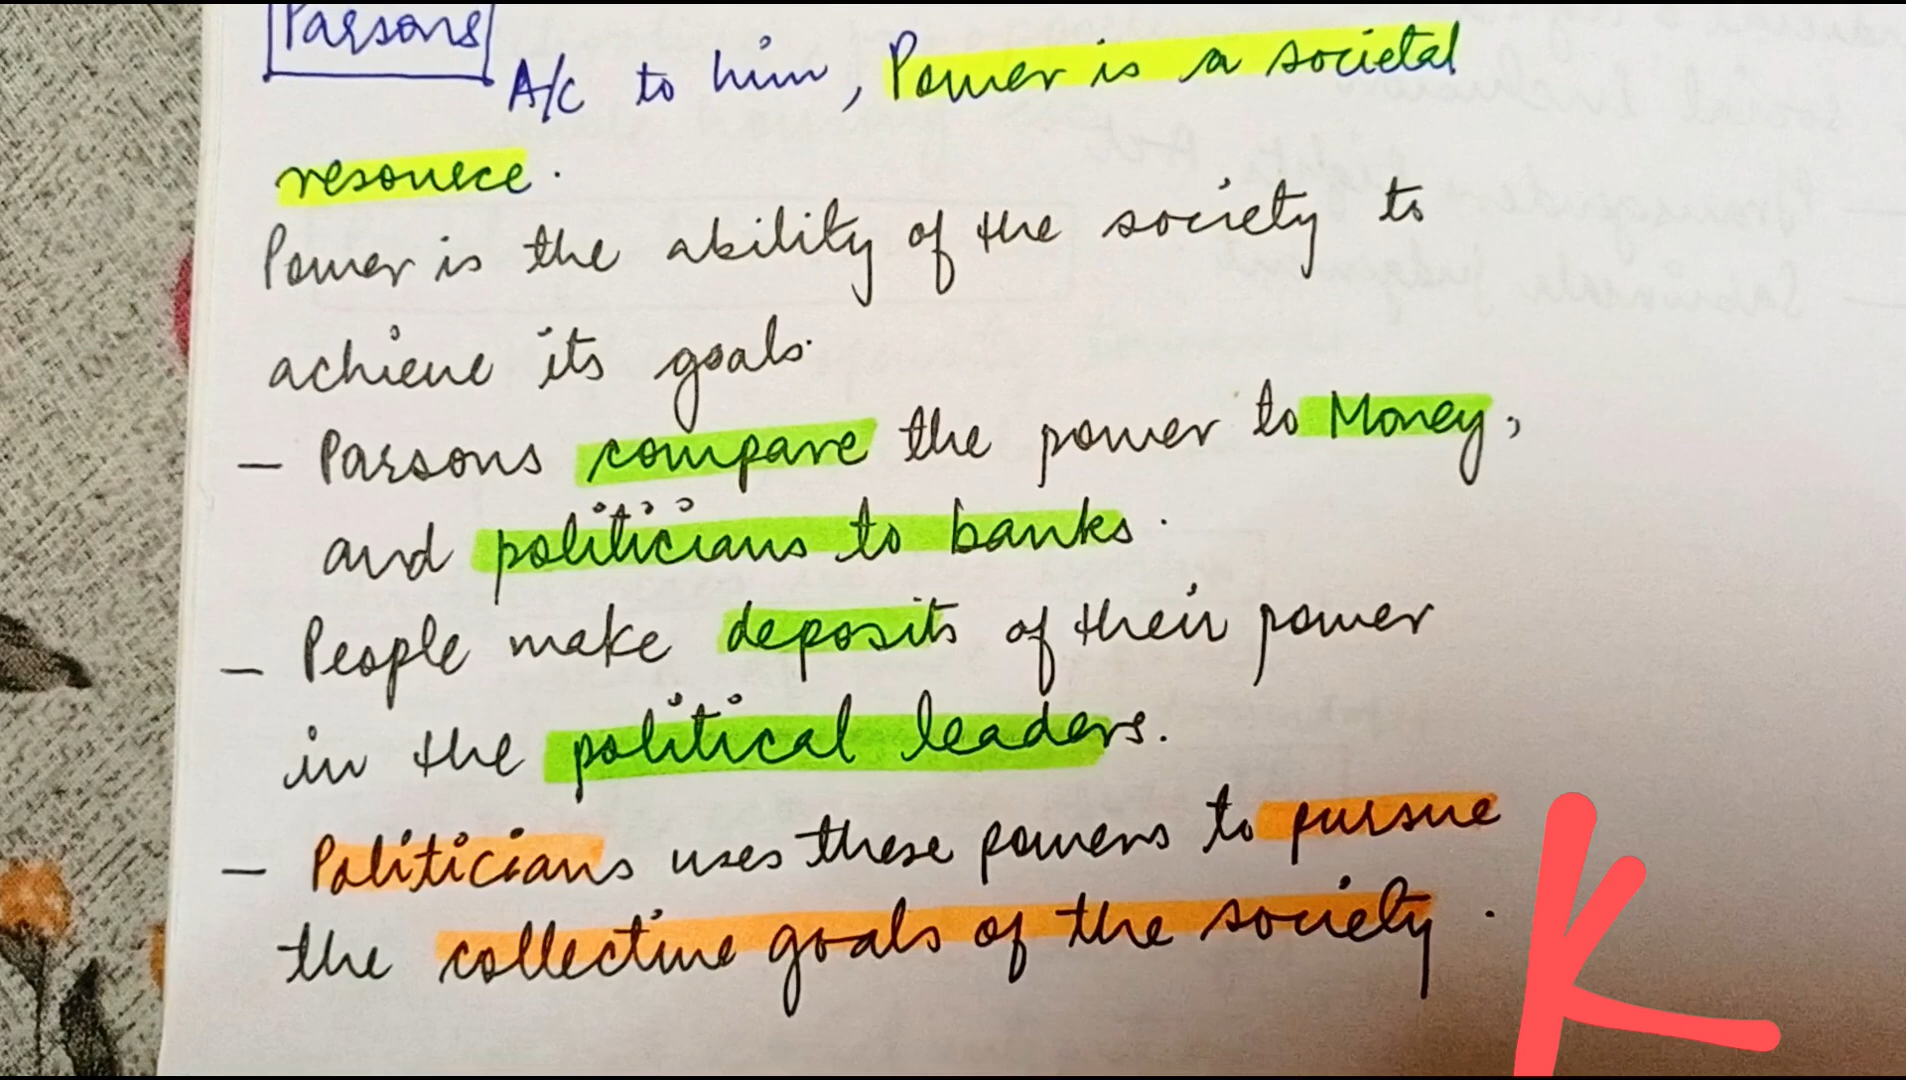 Parsons
A/c to him, Power is a societal
resource.
Power is the ability of the society to
achieve its goals.
- Parsons compare the power to Money,
and politicians to banks.
- People make deposits of their power
in the political leaders.
- Politicians uses these powers to pursue
the collective goals of the society.
K